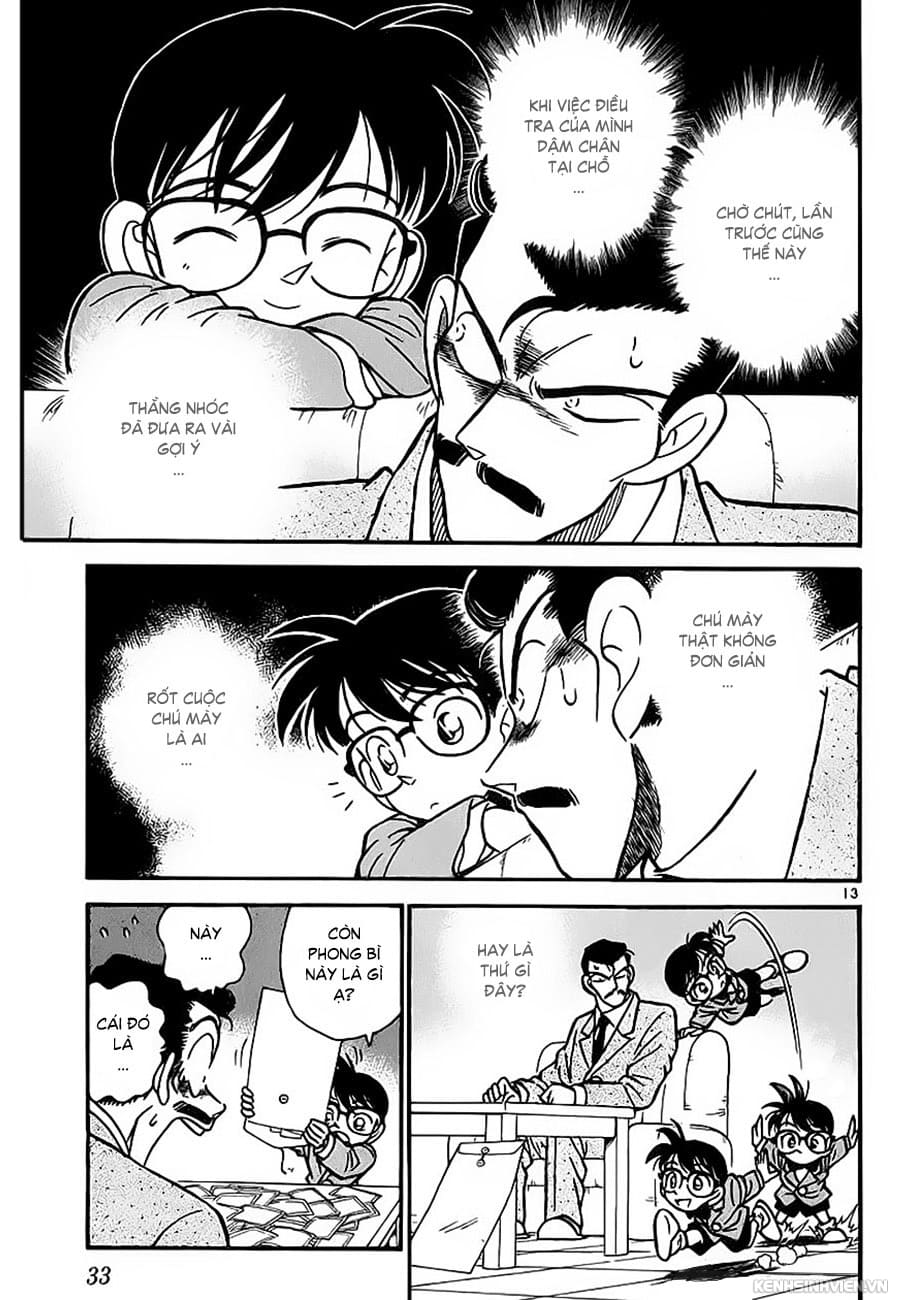 KHI VIỆC ĐIỀU
TRA CỦA MÌNH
DẬM CHÂN
TẠI CHỖ
...
CHỜ CHÚT, LẦN
TRƯỚC CŨNG
THẾ NÀY
...
THẰNG NHÓC
ĐÃ ĐƯA RA VÀI
GỢI Ý
...
CHÚ MÀY
THẬT KHÔNG
ĐƠN GIẢN
...
RỐT CUỘC
CHÚ MÀY
LÀ AI
...
13
HAY LÀ
THỨ GÌ
ĐÂY?
CÒN
PHONG BÌ
NÀY LÀ GÌ
Ạ?
NÀY
...
CÁI ĐÓ
LÀ
...
33
KENHSINHVIEN.VN